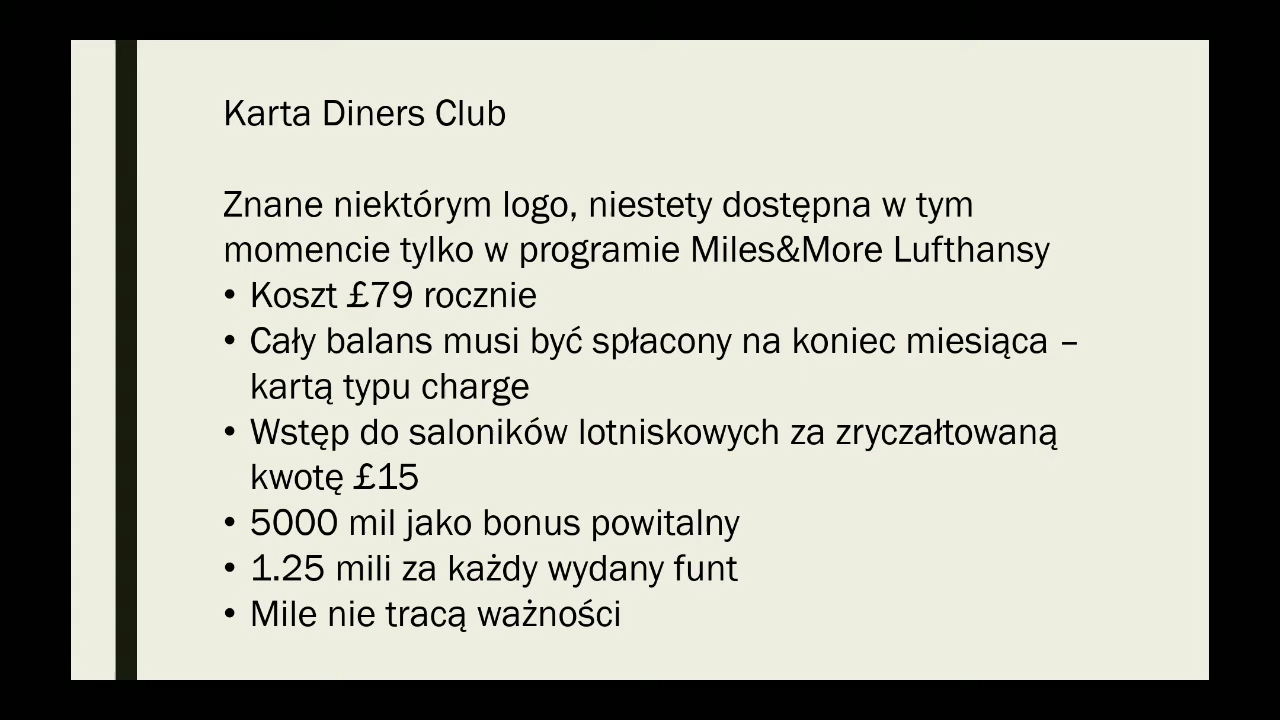 Karta Diners Club
Znane niektórym logo, niestety dostępna w tym
momencie tylko w programie Miles&More Lufthansy
• Koszt £79 rocznie
• Cały balans musi być spłacony na koniec miesiąca –
kartą typu charge
• Wstęp do saloników lotniskowych za zryczałtowaną
kwotę £15
• 5000 mil jako bonus powitalny
• 1.25 mili za każdy wydany funt
• Mile nie tracą ważności